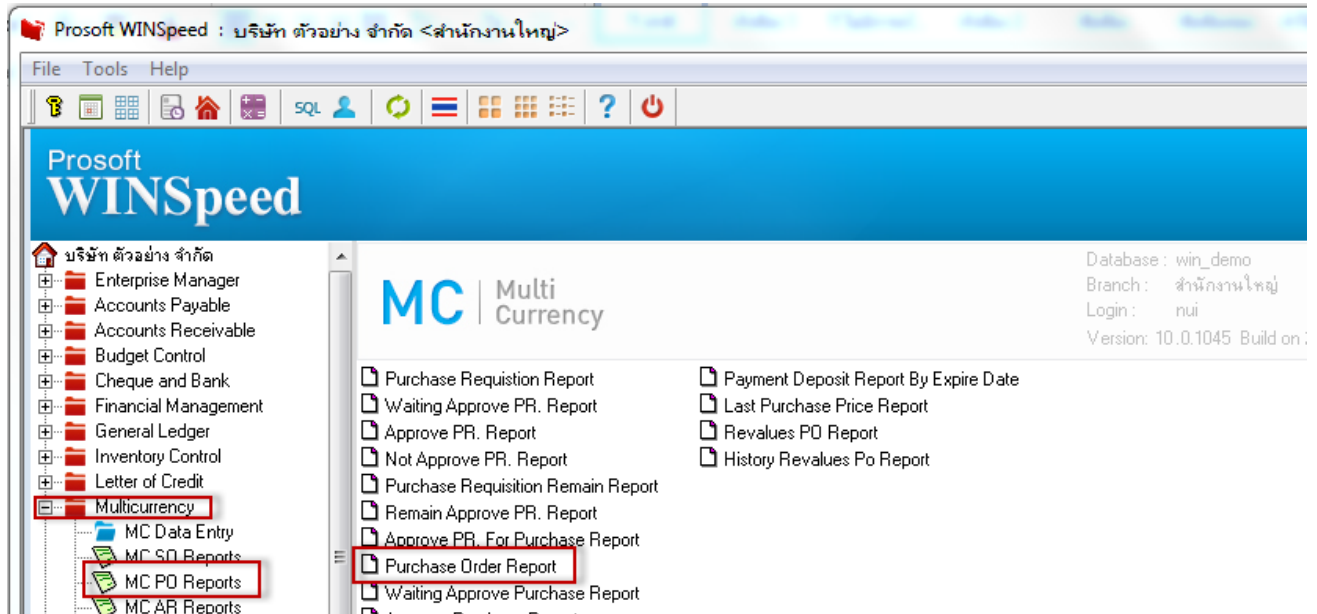 Prosoft WINSpeed : บริษัท ตัวอย่าง จำกัด <สำนักงานใหญ่>
File Tools Help
SQL
Prosoft
WINSpeed
บริษัท ตัวอย่าง จำกัด
Enterprise Manager
Accounts Payable
Accounts Receivable
Budget Control
Cheque and Bank
Financial Management
General Ledger
Inventory Control
Letter of Credit
Multicurrency
MC Data Entry
MC SO Reports
MC PO Reports
MC AR Reports
MC Multi
Currency
Database : win_demo
Branch : สำนักงานใหญ่
Login : nui
Version: 10.0.1045 Build on
Purchase Requistion Report
Waiting Approve PR. Report
Approve PR. Report
Not Approve PR. Report
Purchase Requisition Remain Report
Remain Approve PR. Report
Approve PR. For Purchase Report
Purchase Order Report
Waiting Approve Purchase Report
Payment Deposit Report By Expire Date
Last Purchase Price Report
Revalues PO Report
History Revalues Po Report